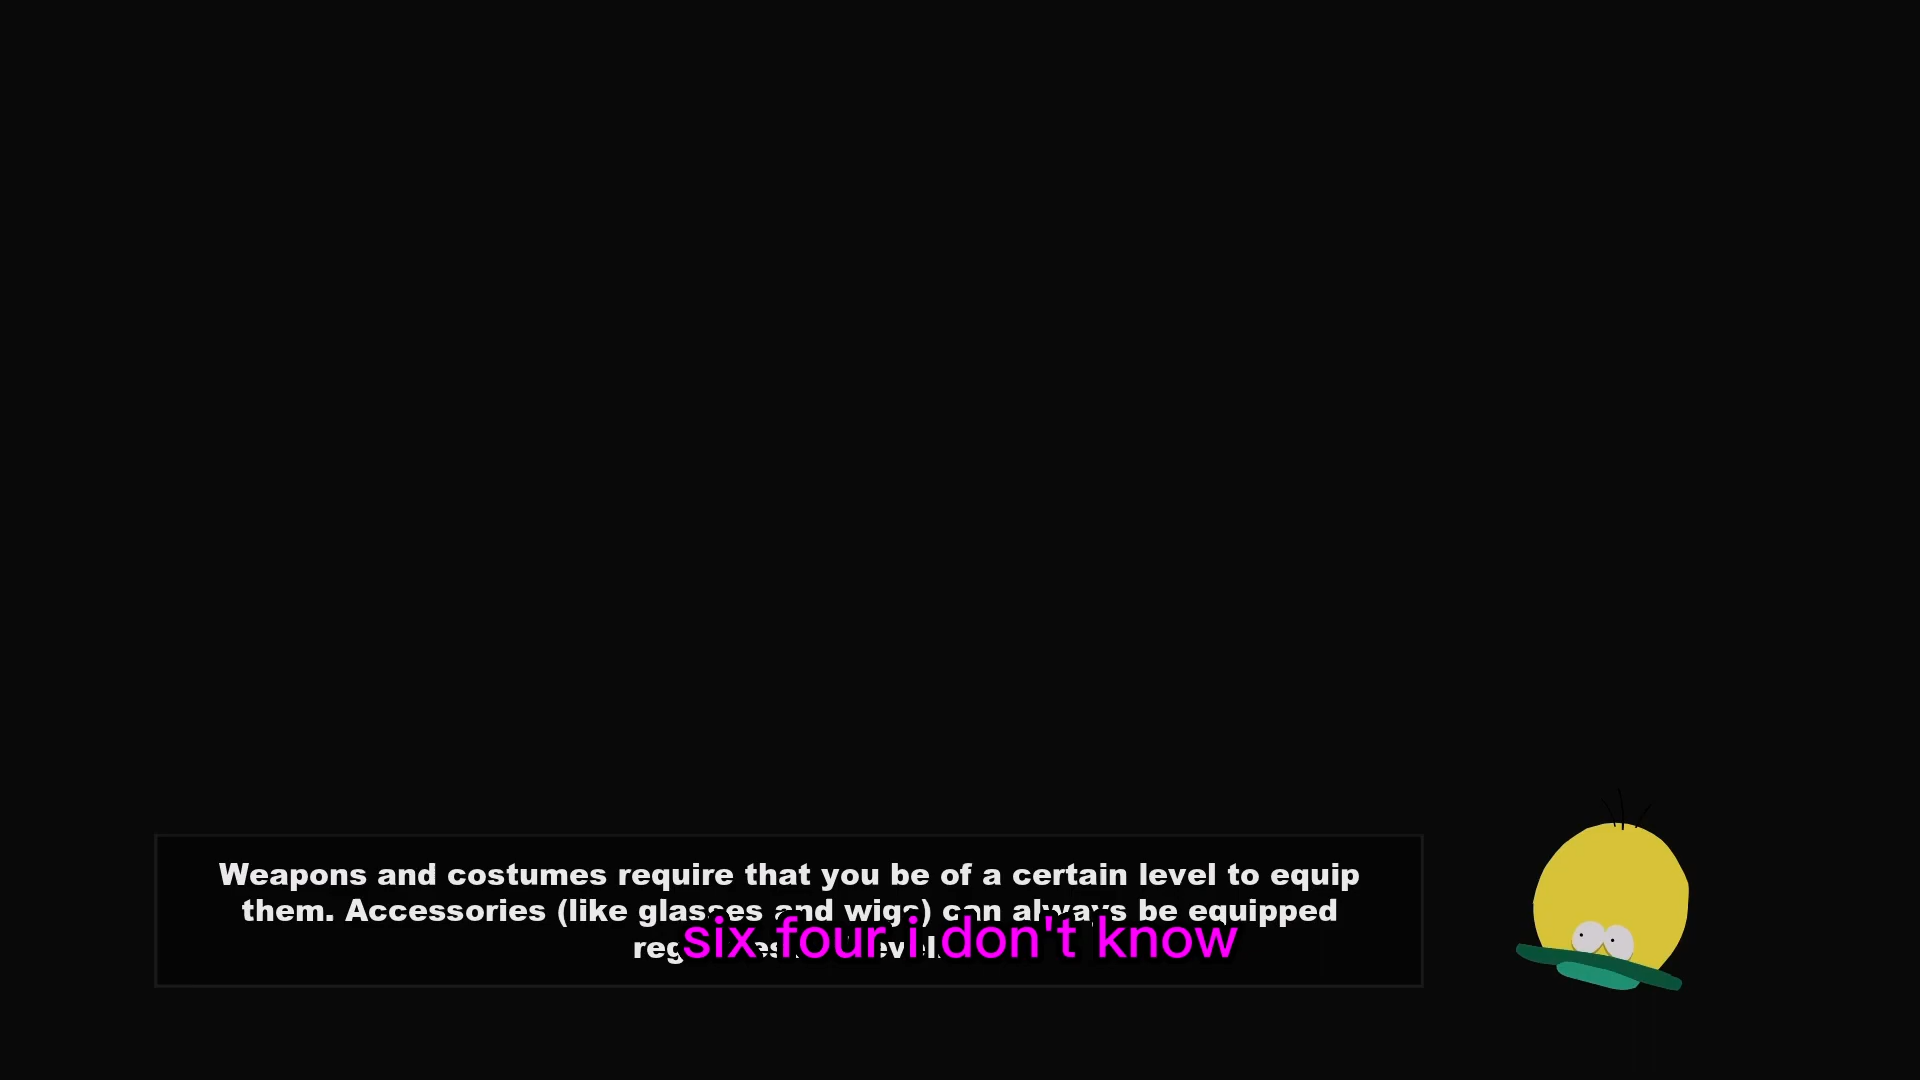 Weapons and costumes require that you be of a certain level to equip
them. Accessories (like glasses and wigs) can always be equipped
six four i don't know